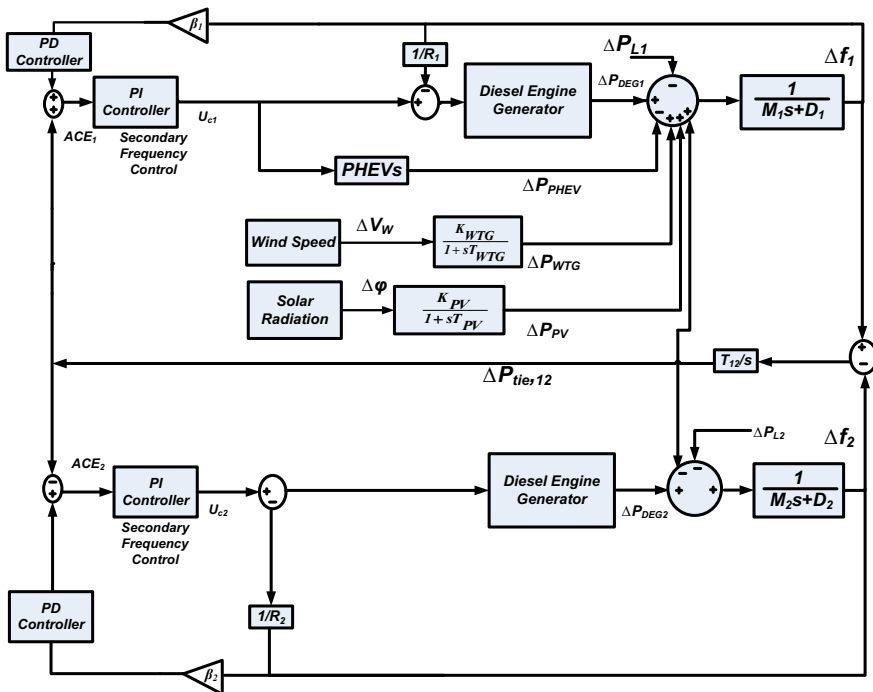 β1
PD
Controller
1/R1
ΔPL1
Δf1
PI
Controller
Uc1
ACE1
Secondary
Frequency
Control
Diesel Engine
Generator
ΔPDEG1
1
M1s+D1
PHEVs
ΔPPHEV
Wind Speed
ΔVW
KWTG
1+sTWTG
ΔPWTG
Solar
Radiation
Δφ
KPV
1+sTPV
ΔPPV
T12/s
ΔPtie,12
ACE2
PI
Controller
Uc2
Secondary
Frequency
Control
Diesel Engine
Generator
ΔPDEG2
ΔPL2
Δf2
1
M2s+D2
PD
Controller
1/R2
β2